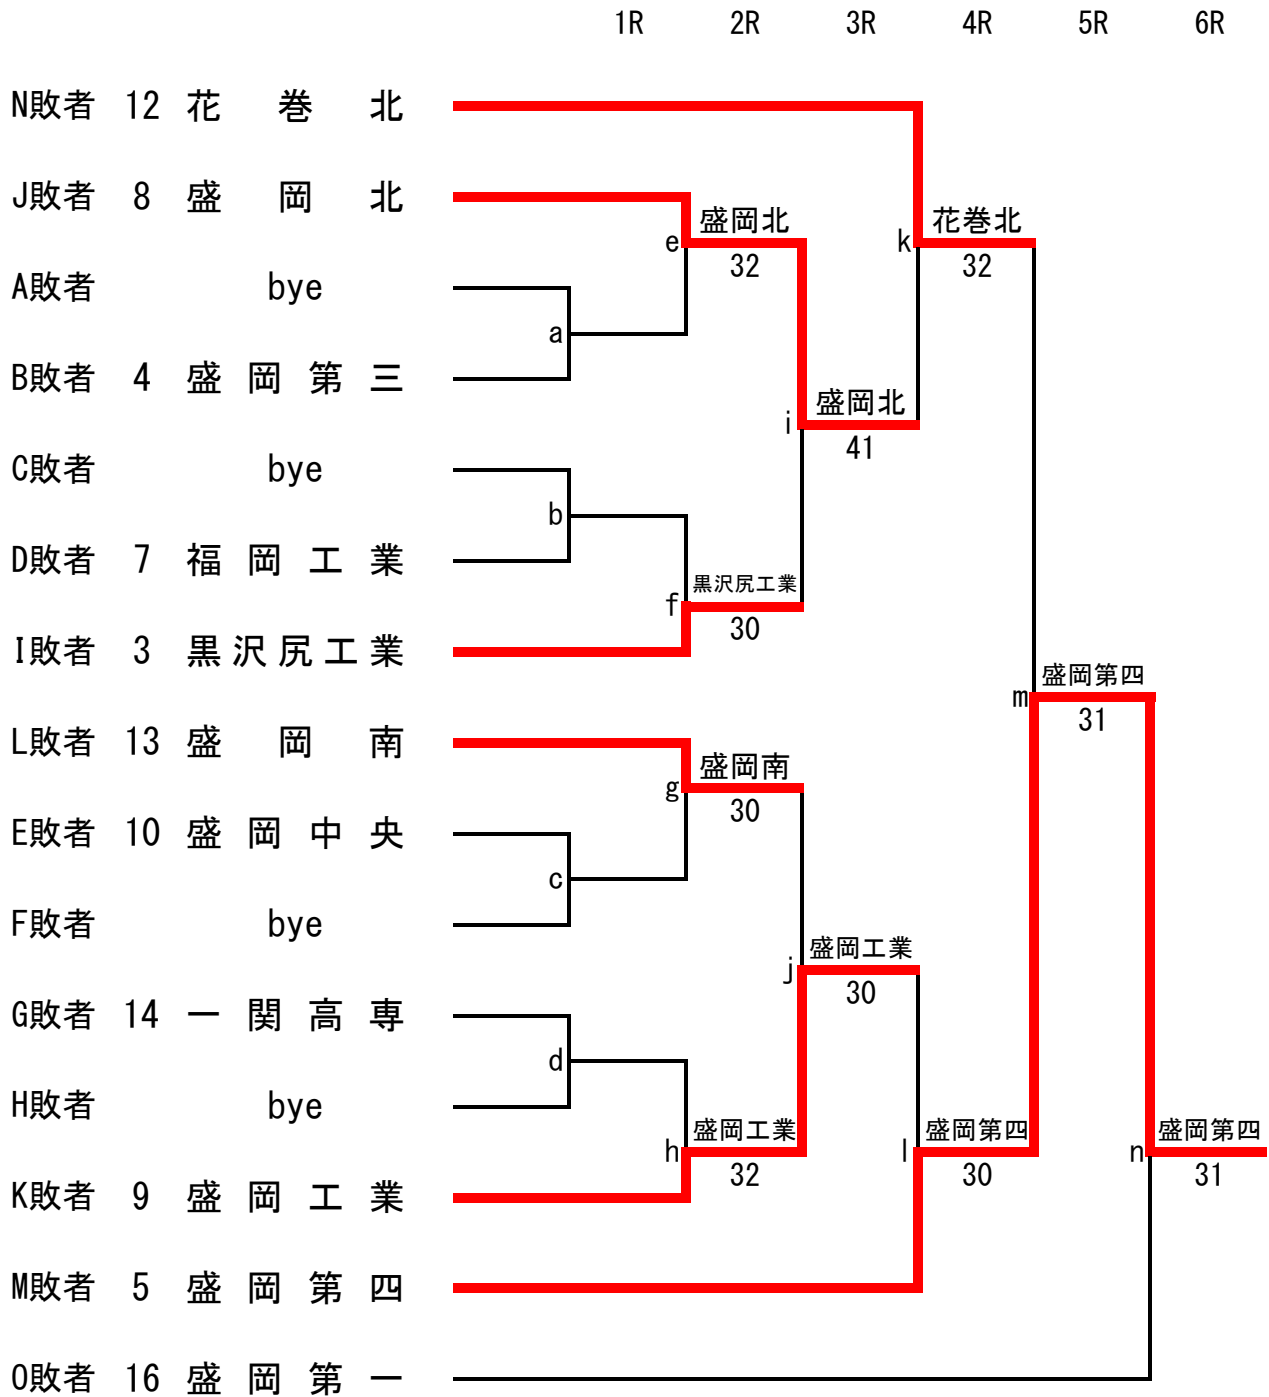 1R 2R 3R 4R 5R 6R
N敗者 12 花巻北
J敗者 8 盛岡北
盛岡北 花巻北
e k
32 32
A敗者 bye
a
B敗者 4 盛岡第三
盛岡北
i
41
C敗者 bye
b
D敗者 7 福岡工業
黒沢尻工業
f
30
I敗者 3 黒沢尻工業
盛岡第四
m
31
L敗者 13 盛岡南
盛岡南
g
30
E敗者 10 盛岡中央
c
F敗者 bye
盛岡工業
j
30
G敗者 14 一関高専
d
H敗者 bye
盛岡工業 盛岡第四 盛岡第四
h l n
32 30 31
K敗者 9 盛岡工業
M敗者 5 盛岡第四
O敗者 16 盛岡第一